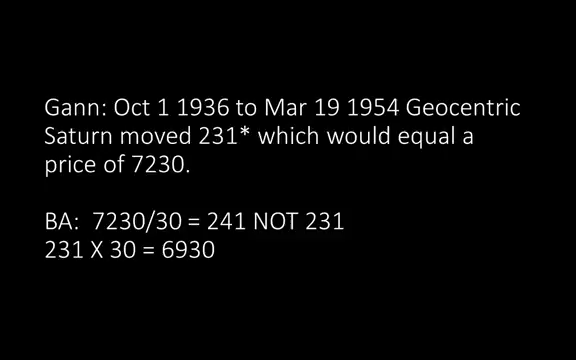 Gann: Oct 1 1936 to Mar 19 1954 Geocentric
Saturn moved 231* which would equal a
price of 7230.
BA:  7230/30 = 241 NOT 231
231 X 30 = 6930